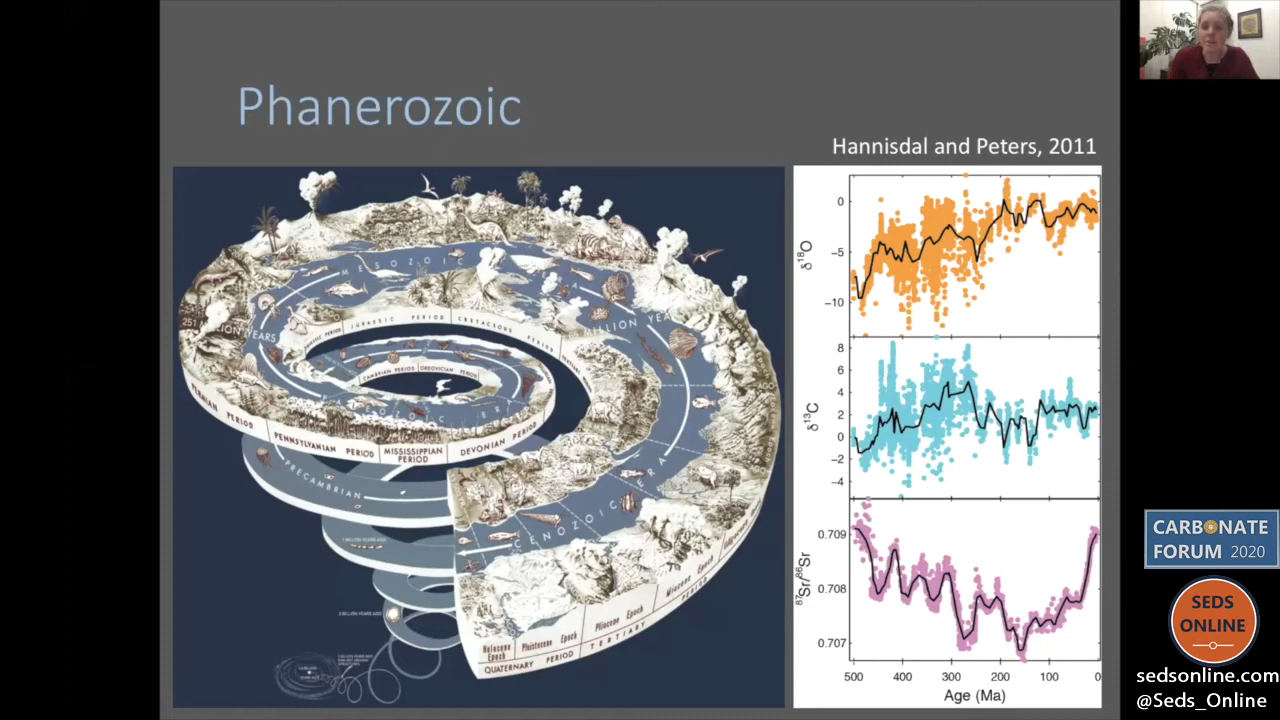 Phanerozoic
Hannisdal and Peters, 2011
MESOZOIC
JURASSIC PERIOD
CRETACEOUS PERIOD
CAMBRIAN PERIOD
ORDOVICIAN PERIOD
PENNSYLVANIAN PERIOD
MISSISSIPPIAN
PERIOD
DEVONIAN PERIOD
PRECAMBRIAN
CENOZOIC ERA
Holocene
Epoch
Pleistocene Epoch
Pliocene Epoch
Miocene Epoch
QUATERNARY PERIOD
TERTIARY
PERIOD
0
−5
−10
δ18O
8
6
4
2
0
−2
−4
δ13C
0.709
0.708
0.707
87Sr/86Sr
500
400
300
200
100
0
Age (Ma)
CARBONATE
FORUM 2020
SEDS
ONLINE
sedsonline.com
@Seds_Online